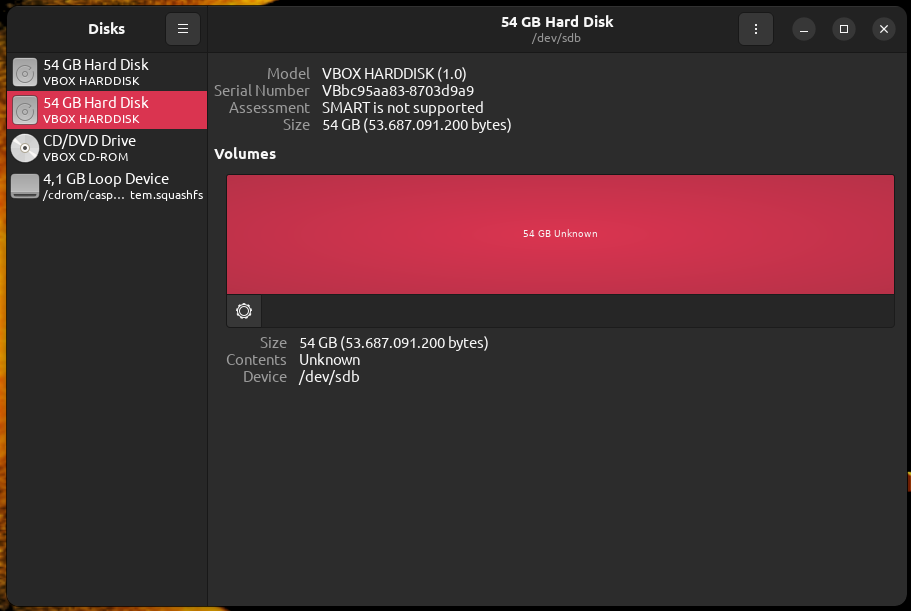 Disks
54 GB Hard Disk
/dev/sdb
54 GB Hard Disk
VBOX HARDDISK
54 GB Hard Disk
VBOX HARDDISK
CD/DVD Drive
VBOX CD-ROM
4,1 GB Loop Device
/cdrom/casp… tem.squashfs
Model VBOX HARDDISK (1.0)
Serial Number VBbc95aa83-8703d9a9
Assessment SMART is not supported
Size 54 GB (53.687.091.200 bytes)
Volumes
54 GB Unknown
Size 54 GB (53.687.091.200 bytes)
Contents Unknown
Device /dev/sdb